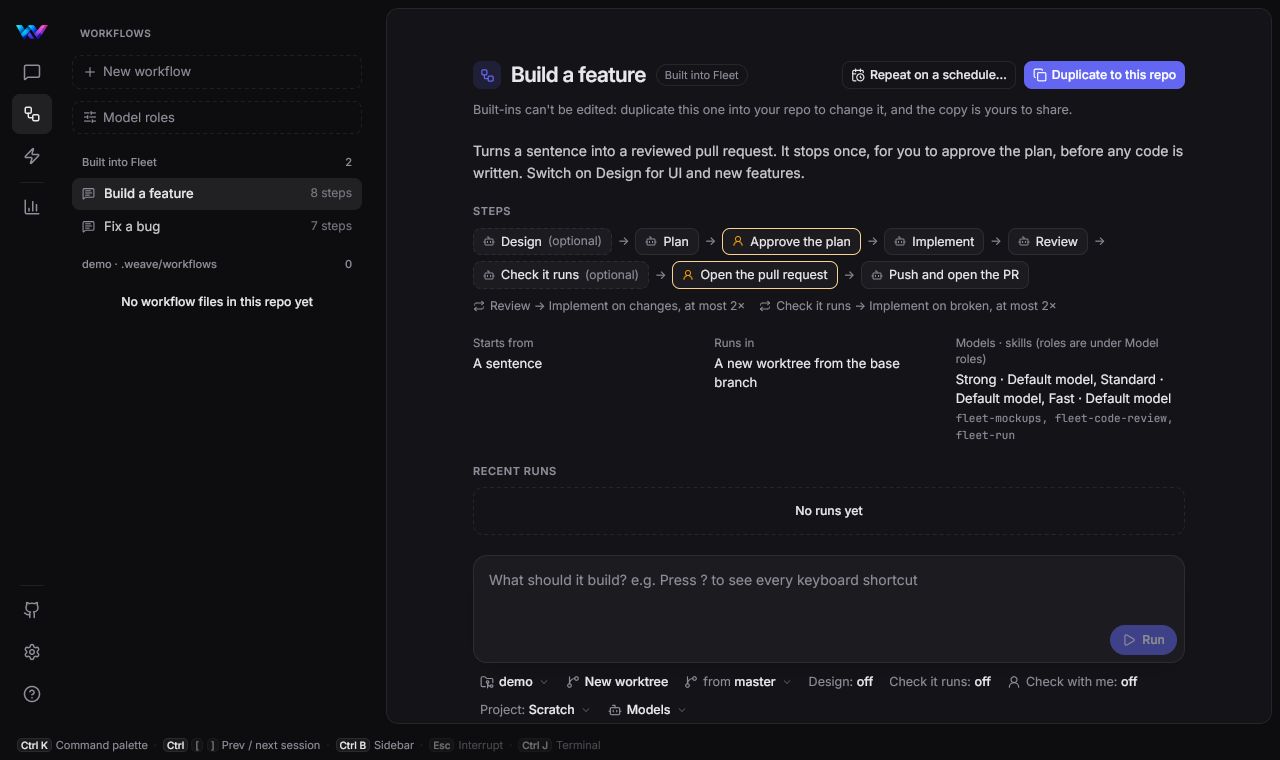 WORKFLOWS
New workflow
Model roles
Built into Fleet 2
Build a feature 8 steps
Fix a bug 7 steps
demo · .weave/workflows 0
No workflow files in this repo yet
Build a feature Built into Fleet Repeat on a schedule... Duplicate to this repo
Built-ins can't be edited: duplicate this one into your repo to change it, and the copy is yours to share.
Turns a sentence into a reviewed pull request. It stops once, for you to approve the plan, before any code is
written. Switch on Design for UI and new features.
STEPS
Design (optional) → Plan → Approve the plan → Implement → Review →
Check it runs (optional) → Open the pull request → Push and open the PR
Review → Implement on changes, at most 2× Check it runs → Implement on broken, at most 2×
Starts from
A sentence
Runs in
A new worktree from the base
branch
Models · skills (roles are under Model
roles)
Strong · Default model, Standard ·
Default model, Fast · Default model
fleet-mockups, fleet-code-review,
fleet-run
RECENT RUNS
No runs yet
What should it build? e.g. Press ? to see every keyboard shortcut
Run
demo New worktree from master Design: off Check it runs: off Check with me: off
Project: Scratch Models
Ctrl K Command palette · Ctrl [ ] Prev / next session · Ctrl B Sidebar · Esc Interrupt · Ctrl J Terminal